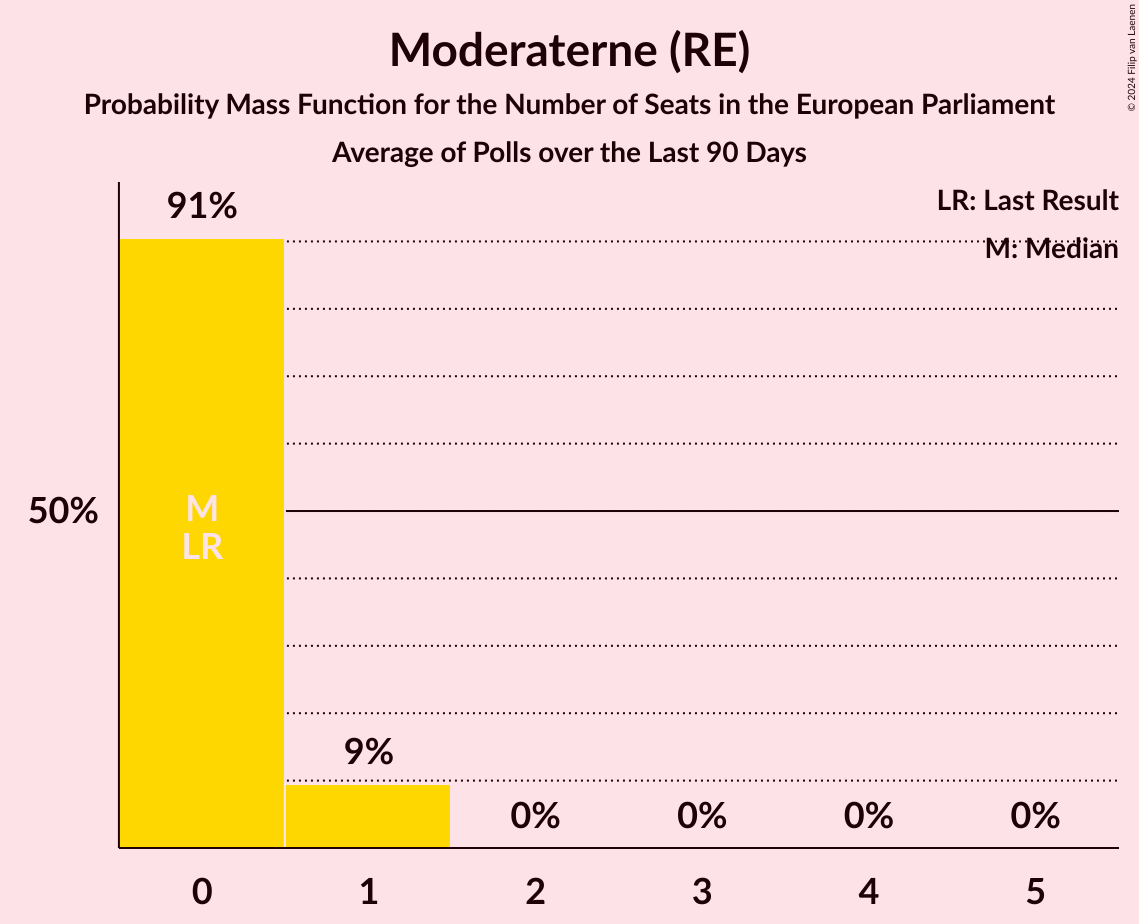 Moderaterne (RE)
Probability Mass Function for the Number of Seats in the European Parliament
Average of Polls over the Last 90 Days
© 2024 Filip van Laenen
LR: Last Result
M: Median
91%
50%
M
LR
9%
0%
0%
0%
0%
0
1
2
3
4
5